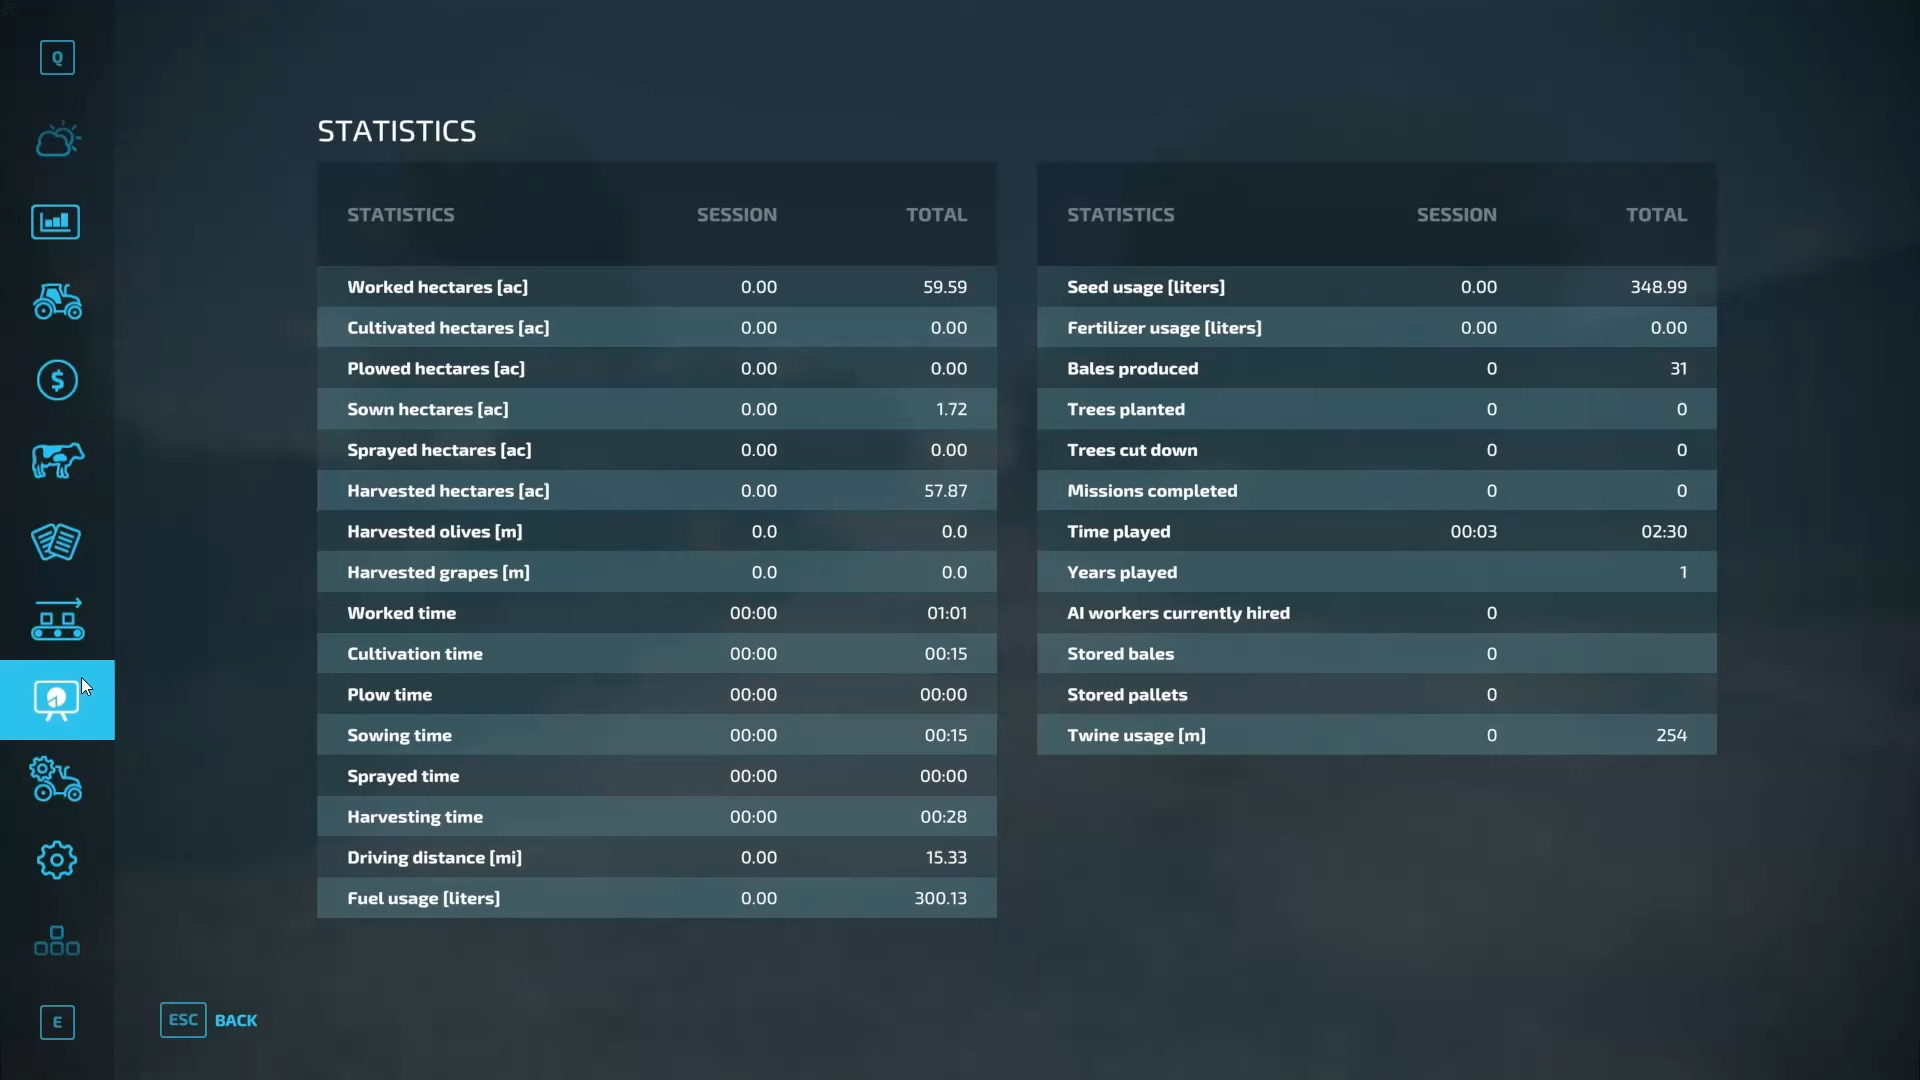 Q
STATISTICS
STATISTICS SESSION TOTAL
Worked hectares [ac] 0.00 59.59
Cultivated hectares [ac] 0.00 0.00
Plowed hectares [ac] 0.00 0.00
Sown hectares [ac] 0.00 1.72
Sprayed hectares [ac] 0.00 0.00
Harvested hectares [ac] 0.00 57.87
Harvested olives [m] 0.0 0.0
Harvested grapes [m] 0.0 0.0
Worked time 00:00 01:01
Cultivation time 00:00 00:15
Plow time 00:00 00:00
Sowing time 00:00 00:15
Sprayed time 00:00 00:00
Harvesting time 00:00 00:28
Driving distance [mi] 0.00 15.33
Fuel usage [liters] 0.00 300.13
STATISTICS SESSION TOTAL
Seed usage [liters] 0.00 348.99
Fertilizer usage [liters] 0.00 0.00
Bales produced 0 31
Trees planted 0 0
Trees cut down 0 0
Missions completed 0 0
Time played 00:03 02:30
Years played 1
AI workers currently hired 0
Stored bales 0
Stored pallets 0
Twine usage [m] 0 254
E
ESC BACK